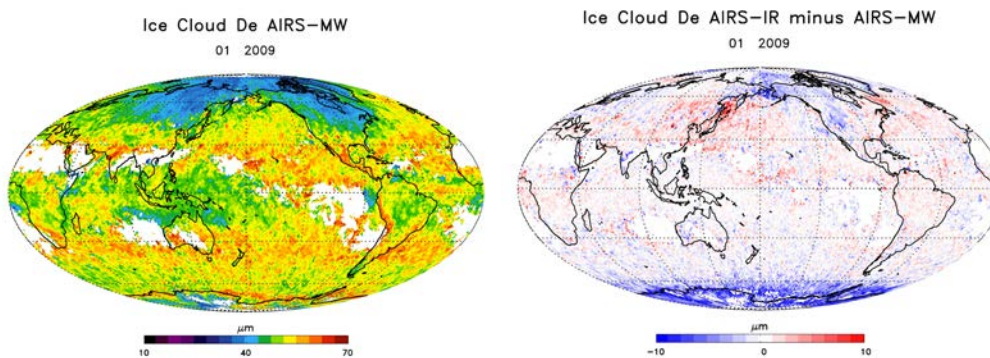 Ice Cloud De AIRS-MW
01 2009
μm
10 40 70
Ice Cloud De AIRS-IR minus AIRS-MW
01 2009
μm
-10 0 10